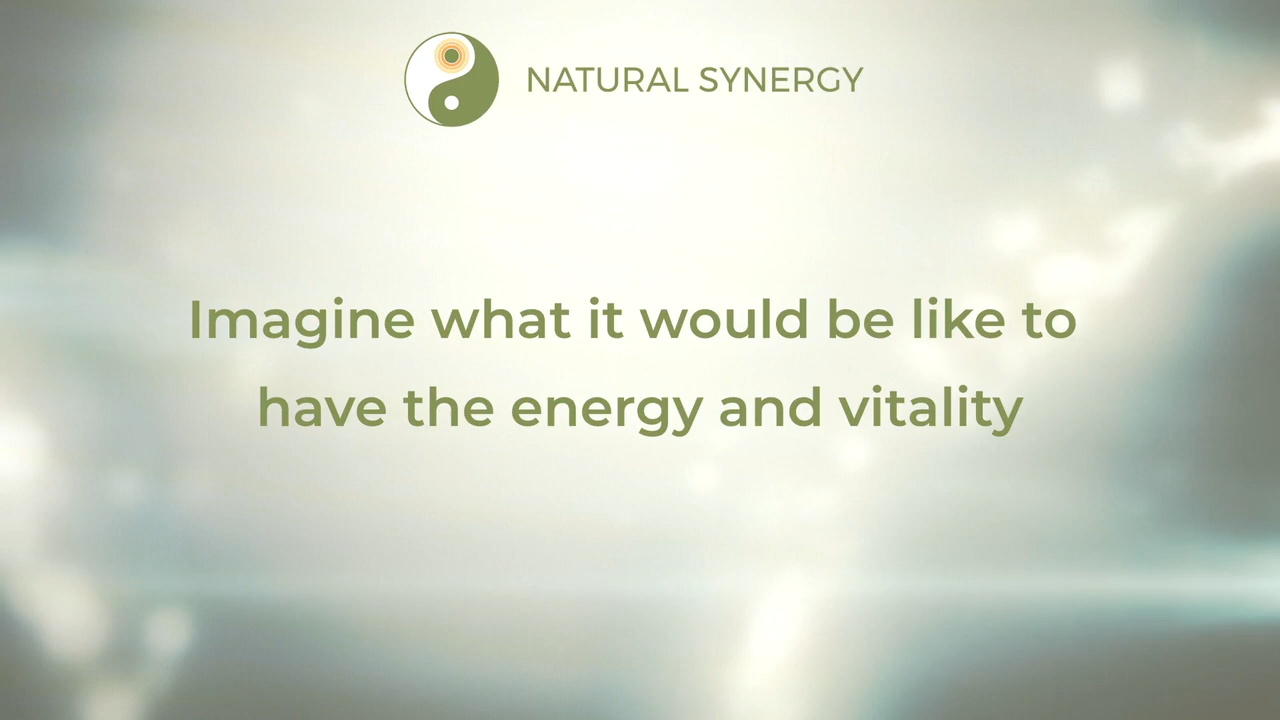 NATURAL SYNERGY
Imagine what it would be like to
have the energy and vitality